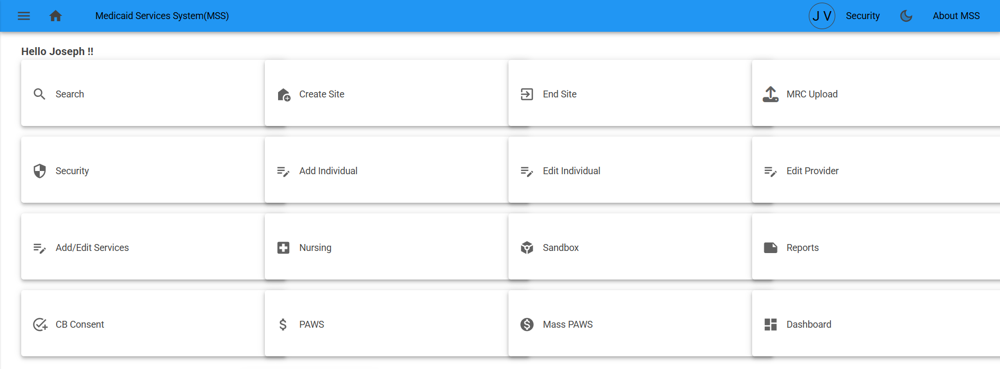 Medicaid Services System(MSS)
J V
Security
About MSS
Hello Joseph !!
Search
Create Site
End Site
MRC Upload
Security
Add Individual
Edit Individual
Edit Provider
Add/Edit Services
Nursing
Sandbox
Reports
CB Consent
PAWS
Mass PAWS
Dashboard